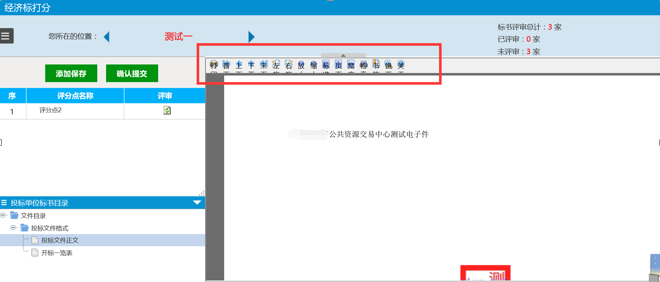 经济标打分
您所在的位置：
测试一
标书评审总计：3 家
已评审：0 家
未评审：3 家
添加保存
确认提交
序 评分点名称 评审
1 评分点2
公共资源交易中心测试电子件
投标单位标书目录
文件目录
投标文件格式
投标文件正文
开标一览表
测